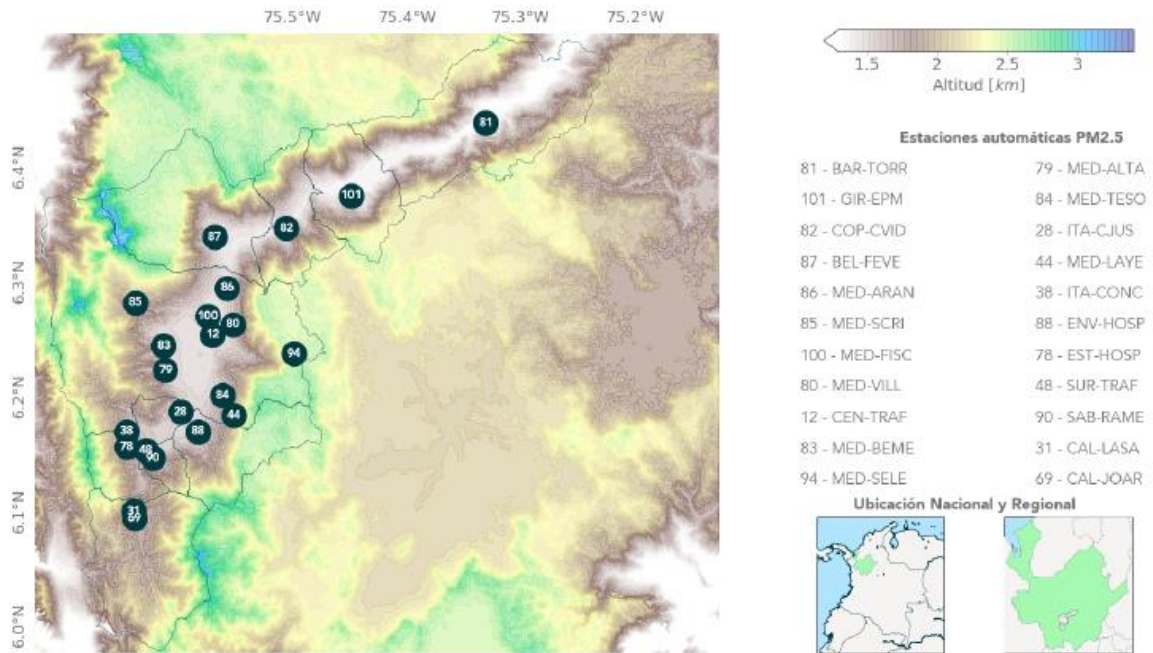 75.5°W 75.4°W 75.3°W 75.2°W
6.4°N
6.3°N
6.2°N
6.1°N
6.0°N
81
101
82
87
86
85
100
80
12
83
94
79
84
28
44
38
88
78
48
90
31
69
1.5 2 2.5 3
Altitud [km]
Estaciones automáticas PM2.5
81 - BAR-TORR 79 - MED-ALTA
101 - GIR-EPM 84 - MED-TESO
82 - COP-CVID 28 - ITA-CJUS
87 - BEL-FEVE 44 - MED-LAYE
86 - MED-ARAN 38 - ITA-CONC
85 - MED-SCRI 88 - ENV-HOSP
100 - MED-FISC 78 - EST-HOSP
80 - MED-VILL 48 - SUR-TRAF
12 - CEN-TRAF 90 - SAB-RAME
83 - MED-BEME 31 - CAL-LASA
94 - MED-SELE 69 - CAL-JOAR
Ubicación Nacional y Regional